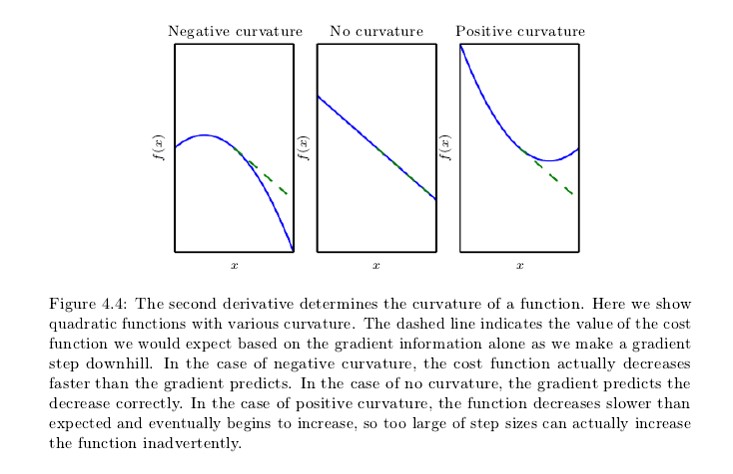 Negative curvature
No curvature
Positive curvature
f(x)
f(x)
f(x)
x
x
x
Figure 4.4: The second derivative determines the curvature of a function. Here we show
quadratic functions with various curvature. The dashed line indicates the value of the cost
function we would expect based on the gradient information alone as we make a gradient
step downhill. In the case of negative curvature, the cost function actually decreases
faster than the gradient predicts. In the case of no curvature, the gradient predicts the
decrease correctly. In the case of positive curvature, the function decreases slower than
expected and eventually begins to increase, so too large of step sizes can actually increase
the function inadvertently.